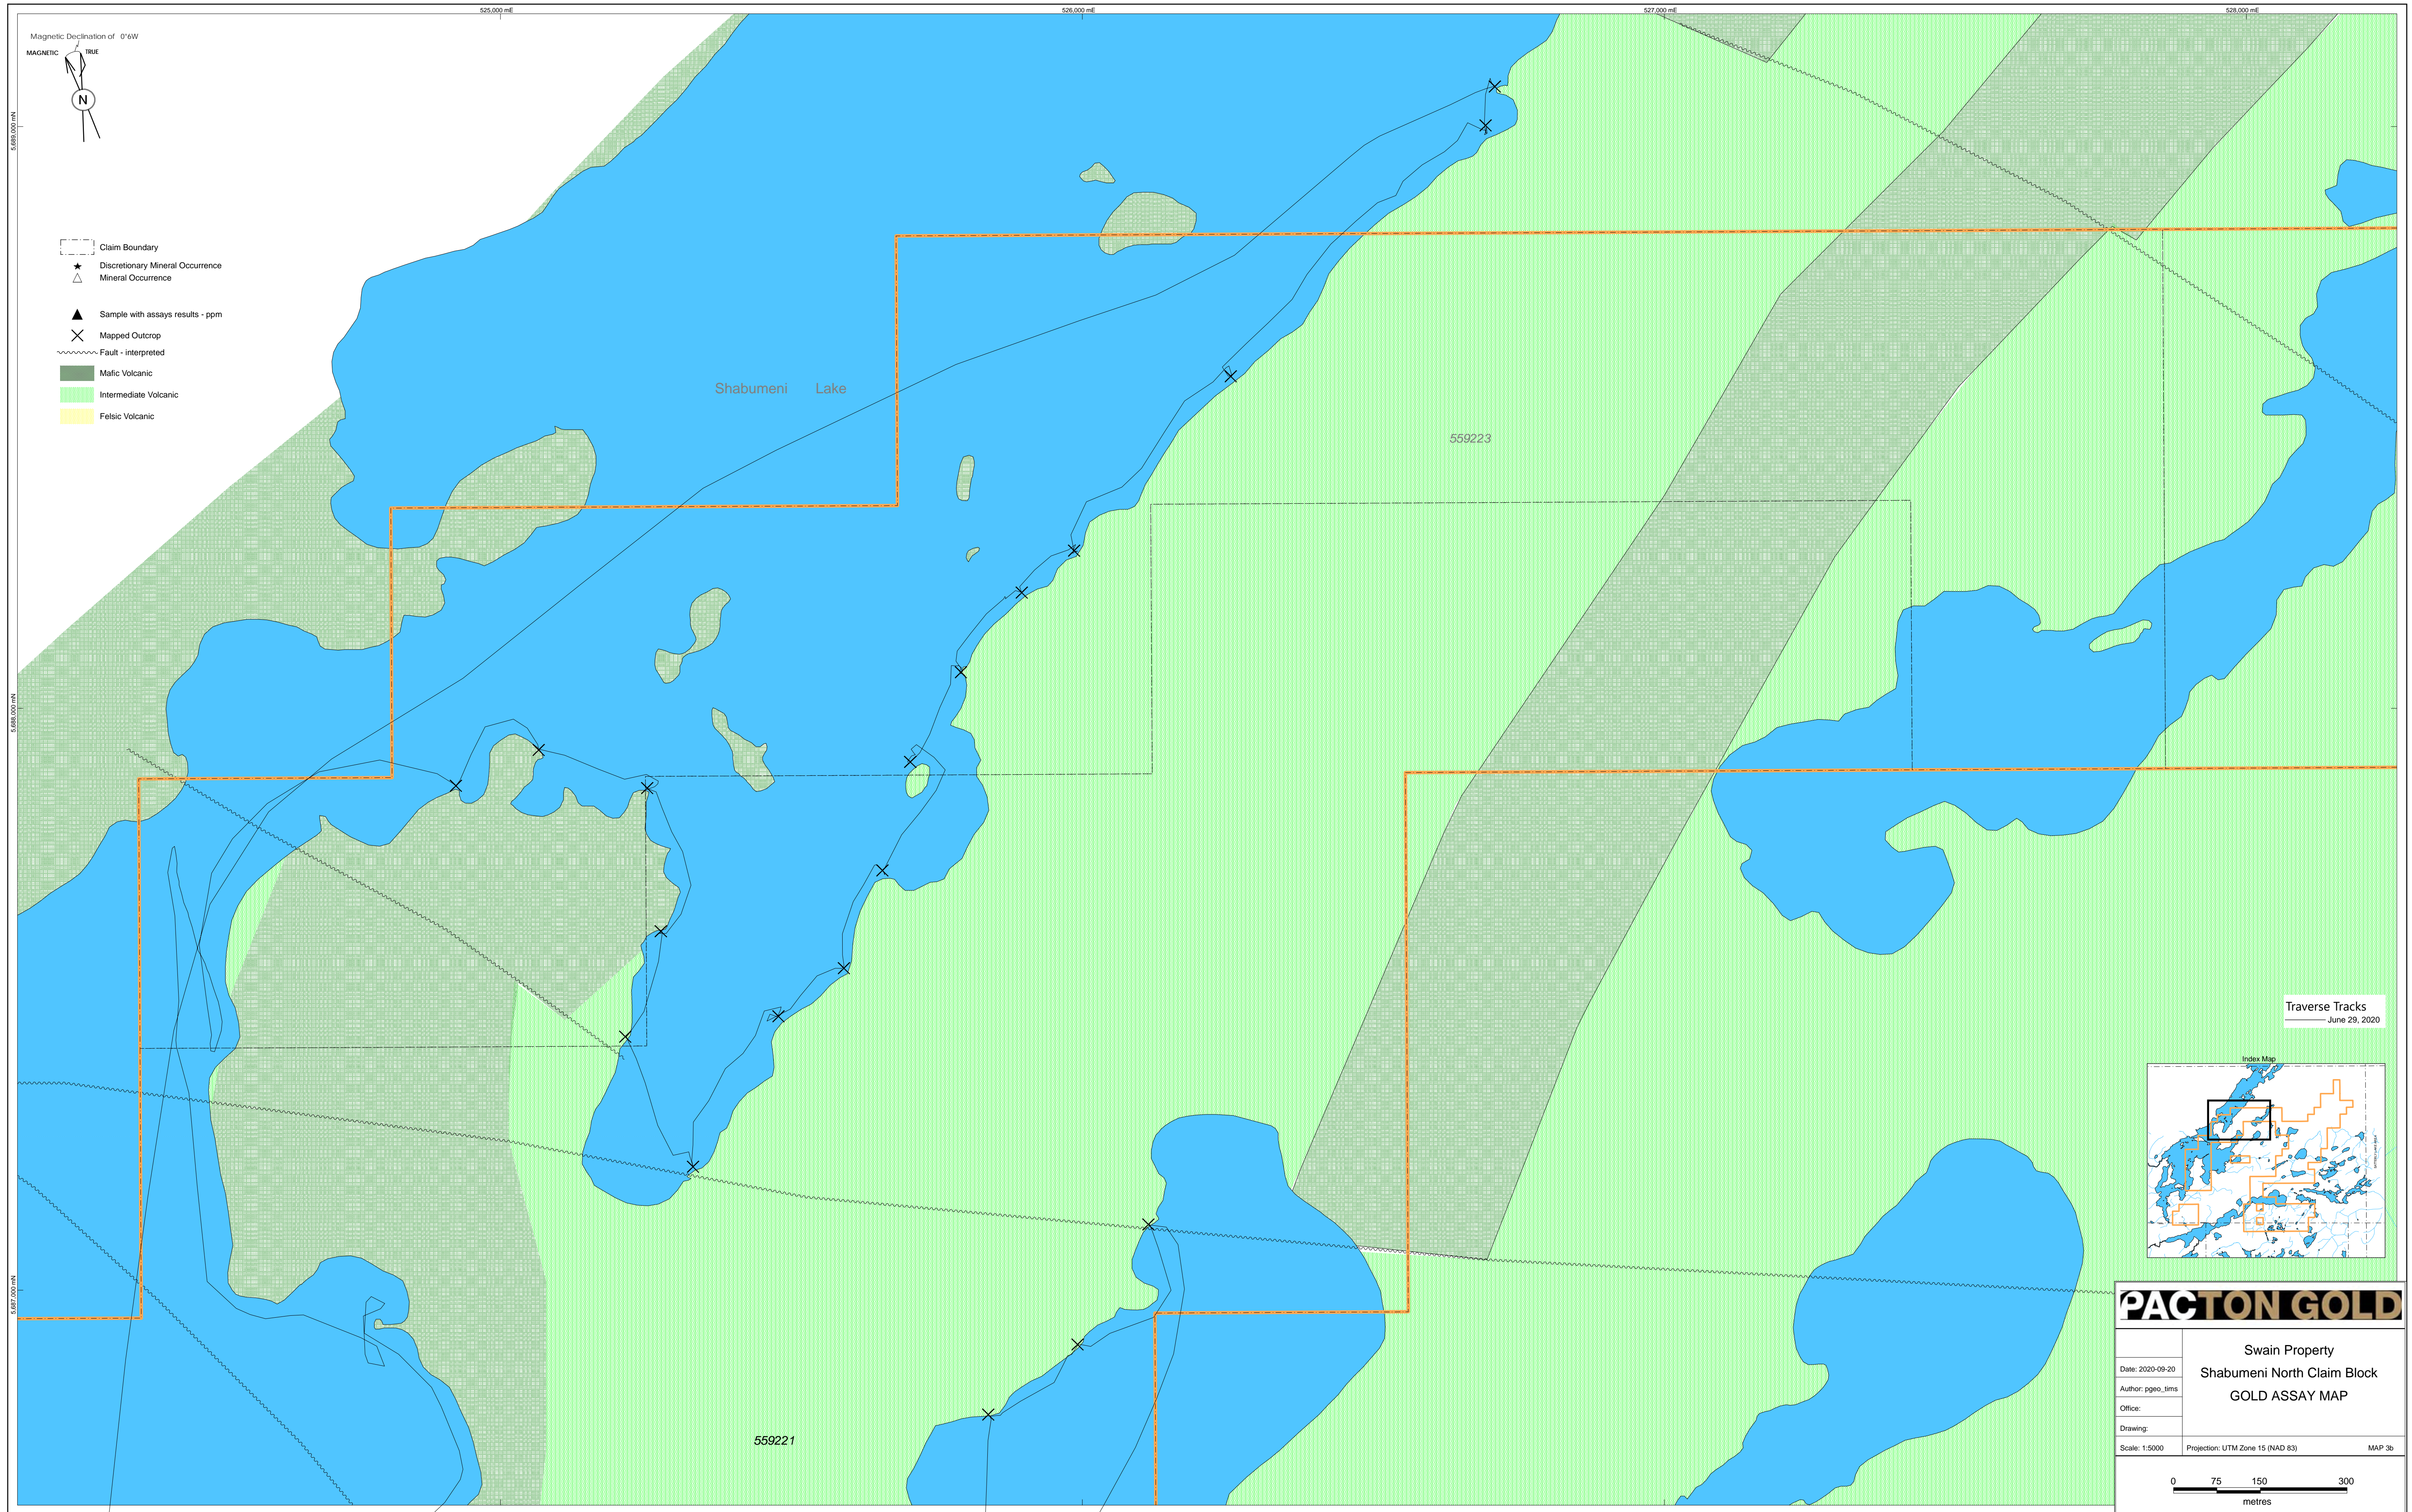 525,000 mE
526,000 mE
527,000 mE
528,000 mE
Magnetic Declination of 0°6W
MAGNETIC
TRUE
N
5,689,000 mN
Claim Boundary
Discretionary Mineral Occurrence
Mineral Occurrence
Sample with assays results - ppm
Mapped Outcrop
Fault - interpreted
Mafic Volcanic
Intermediate Volcanic
Felsic Volcanic
Shabumeni Lake
559223
5,688,000 mN
Traverse Tracks
June 29, 2020
Index Map
5,687,000 mN
559221
PACTON GOLD
Swain Property
Shabumeni North Claim Block
GOLD ASSAY MAP
Date: 2020-09-20
Author: pgeo_tims
Office:
Drawing:
Scale: 1:5000
Projection: UTM Zone 15 (NAD 83)
MAP 3b
0 75 150 300
metres